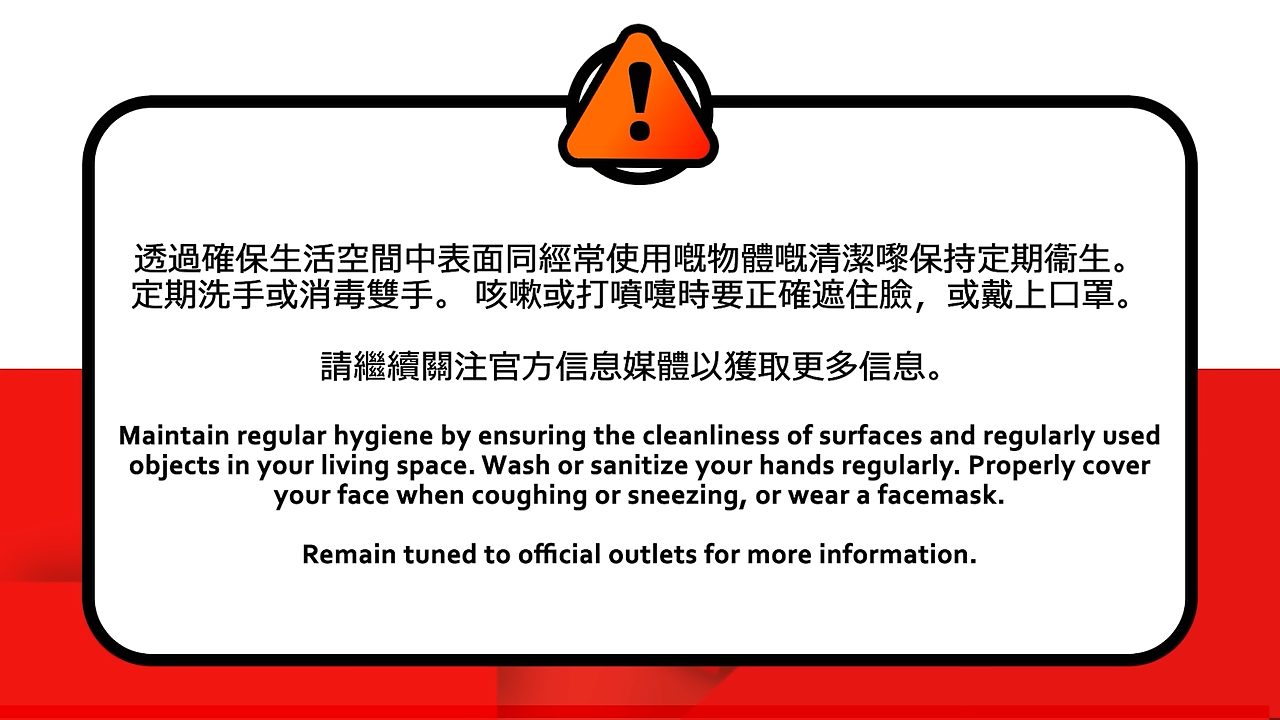 透過確保生活空間中表面同經常使用嘅物體嘅清潔嚟保持定期衞生。
定期洗手或消毒雙手。 咳嗽或打噴嚏時要正確遮住臉，或戴上口罩。
請繼續關注官方信息媒體以獲取更多信息。
Maintain regular hygiene by ensuring the cleanliness of surfaces and regularly used
objects in your living space. Wash or sanitize your hands regularly. Properly cover
your face when coughing or sneezing, or wear a facemask.
Remain tuned to official outlets for more information.